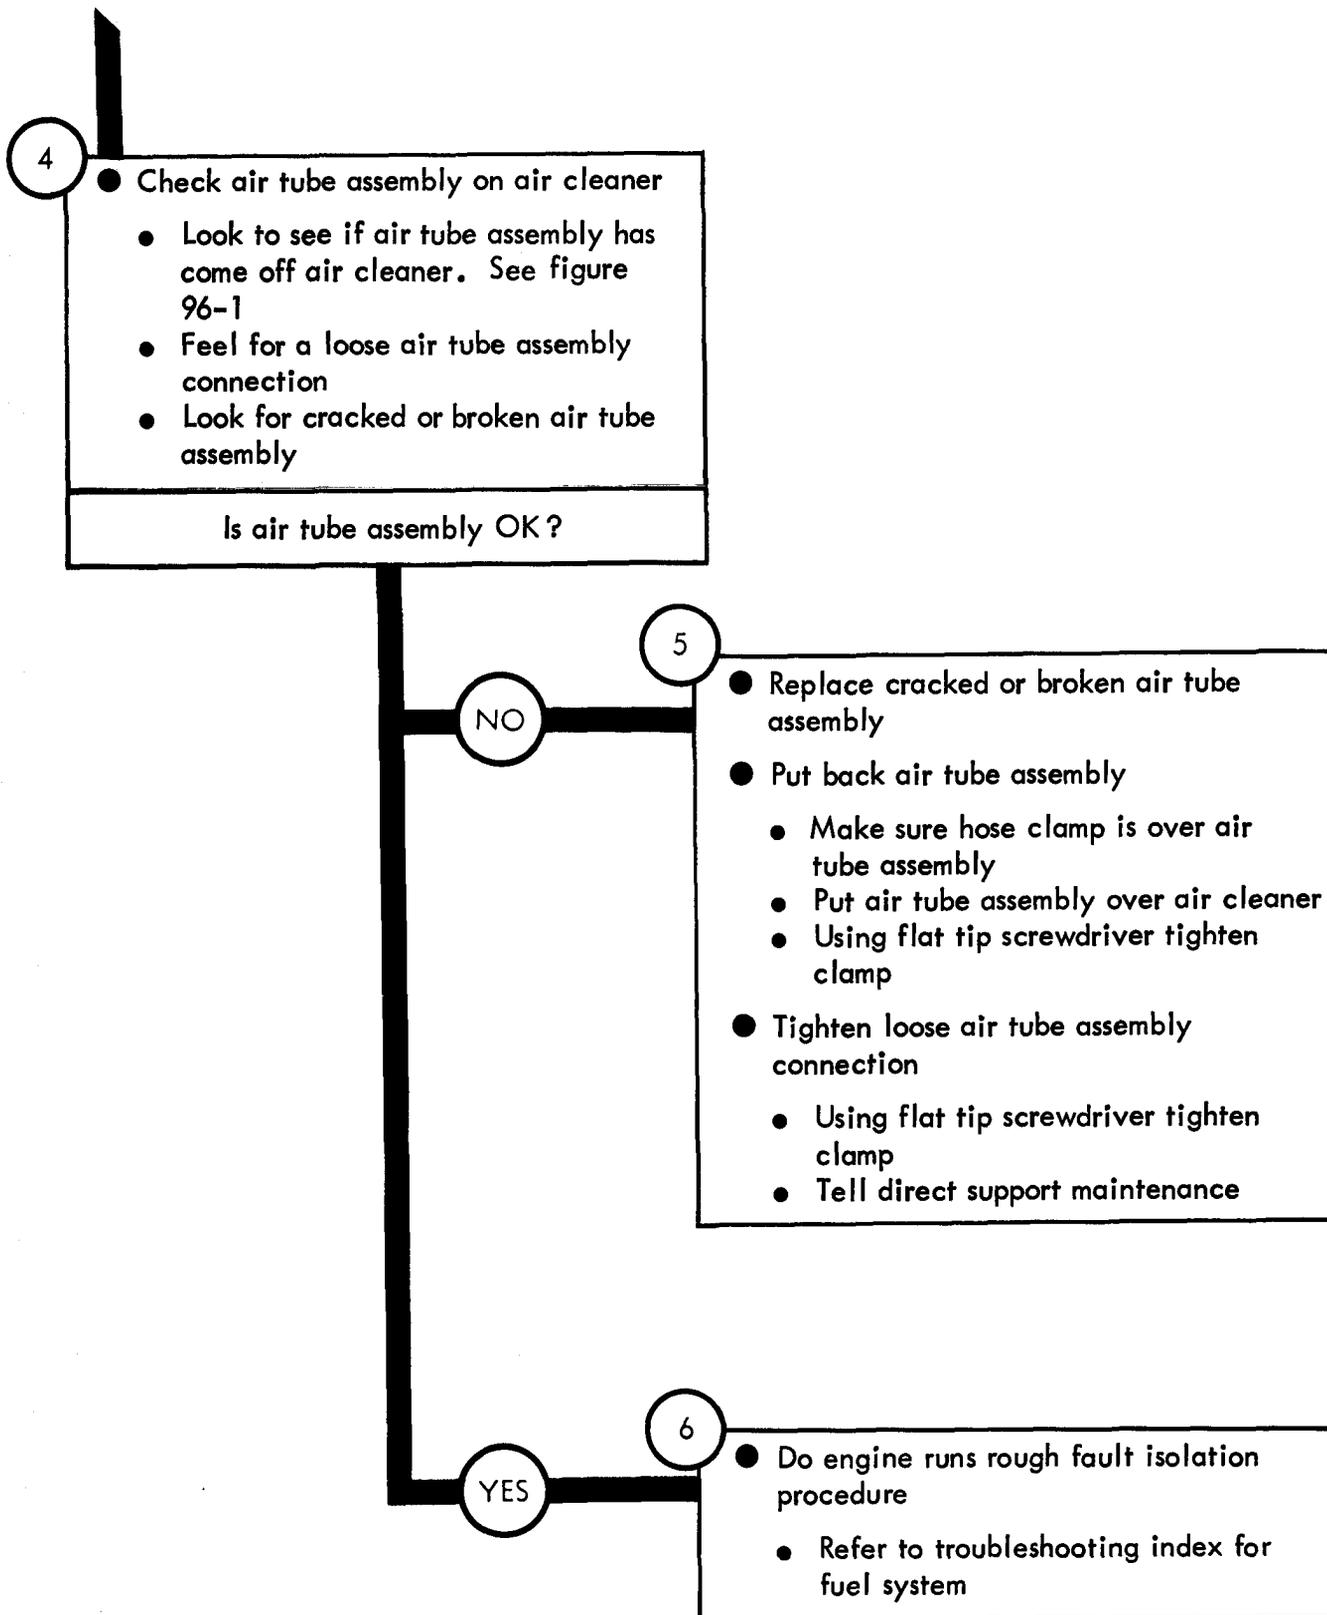 4
● Check air tube assembly on air cleaner
● Look to see if air tube assembly has
come off air cleaner. See figure
96-1
● Feel for a loose air tube assembly
connection
● Look for cracked or broken air tube
assembly
Is air tube assembly OK?
NO
5
● Replace cracked or broken air tube
assembly
● Put back air tube assembly
● Make sure hose clamp is over air
tube assembly
● Put air tube assembly over air cleaner
● Using flat tip screwdriver tighten
clamp
● Tighten loose air tube assembly
connection
● Using flat tip screwdriver tighten
clamp
● Tell direct support maintenance
YES
6
● Do engine runs rough fault isolation
procedure
● Refer to troubleshooting index for
fuel system